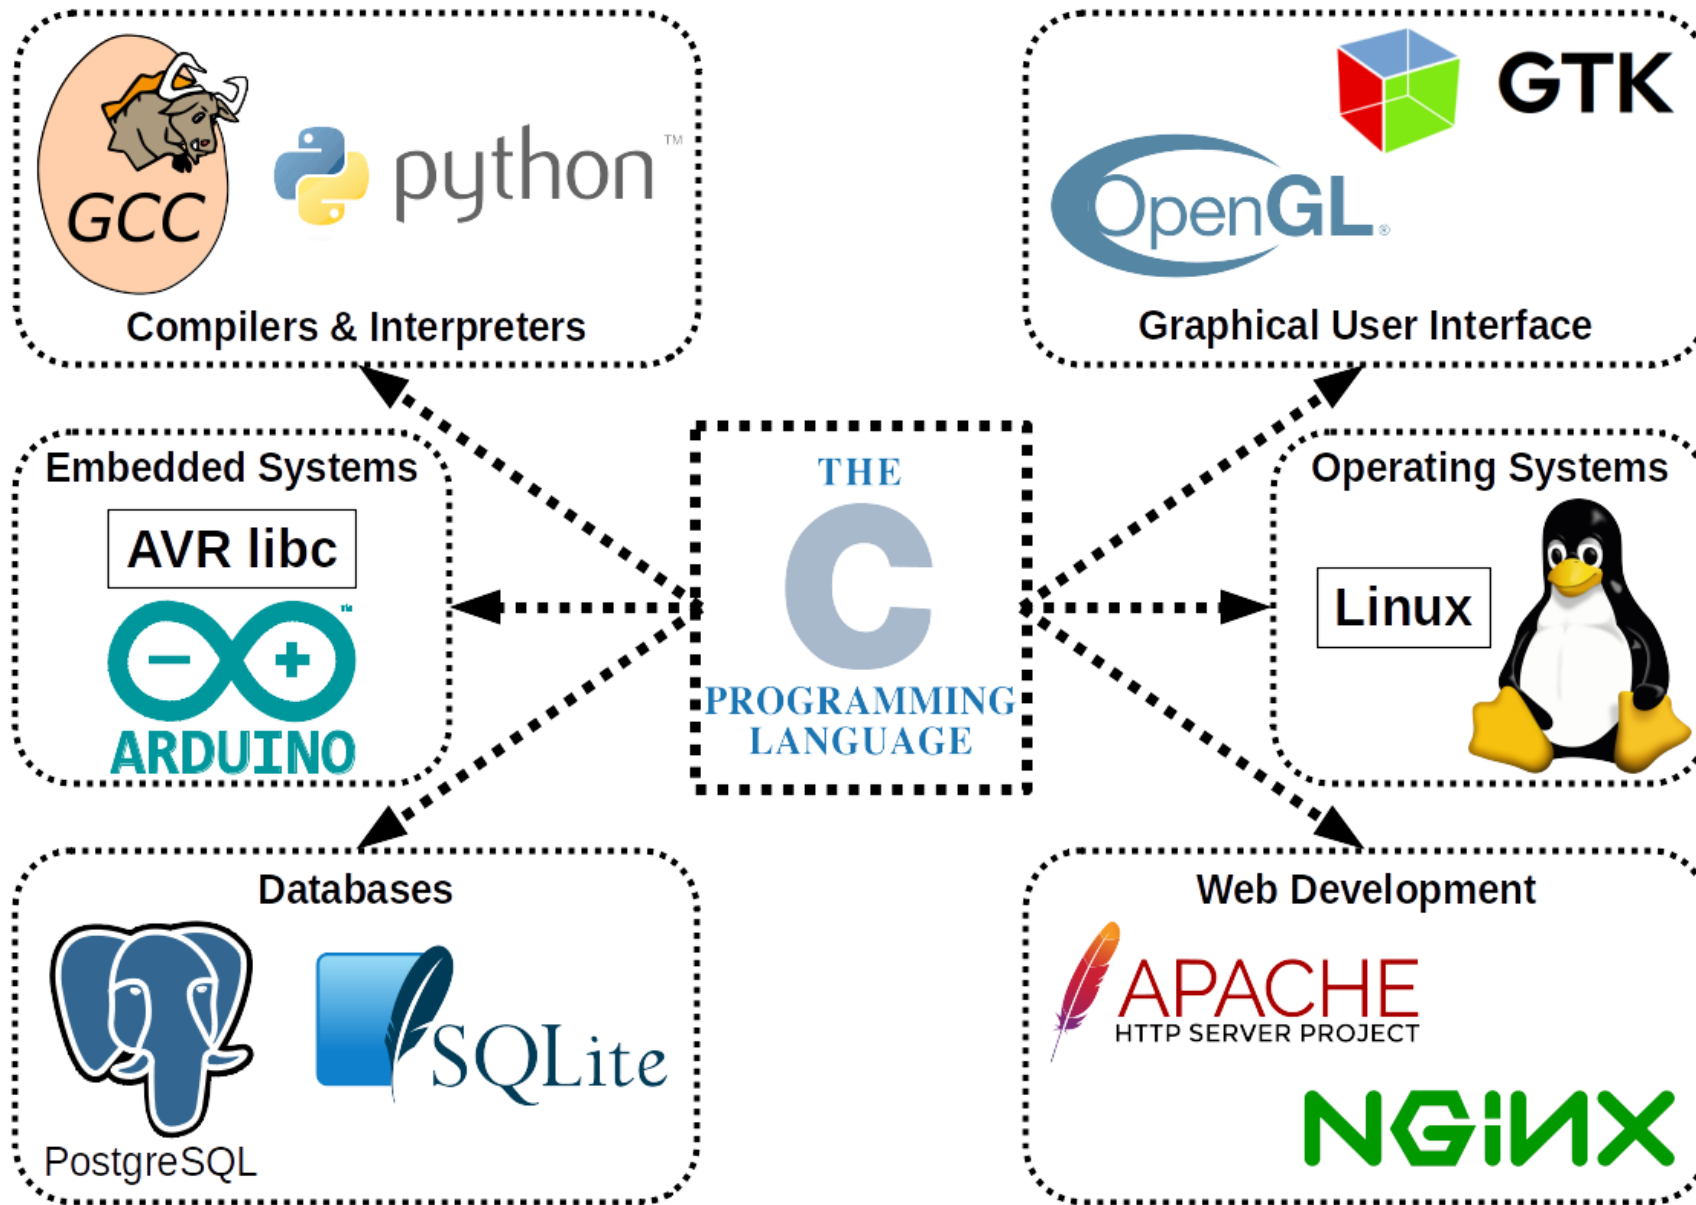 GCC
python™
Compilers & Interpreters
GTK
OpenGL®
Graphical User Interface
Embedded Systems
AVR libc
™
ARDUINO
THE
C
PROGRAMMING
LANGUAGE
Operating Systems
Linux
Databases
PostgreSQL
SQLite
Web Development
APACHE
HTTP SERVER PROJECT
NGiNX